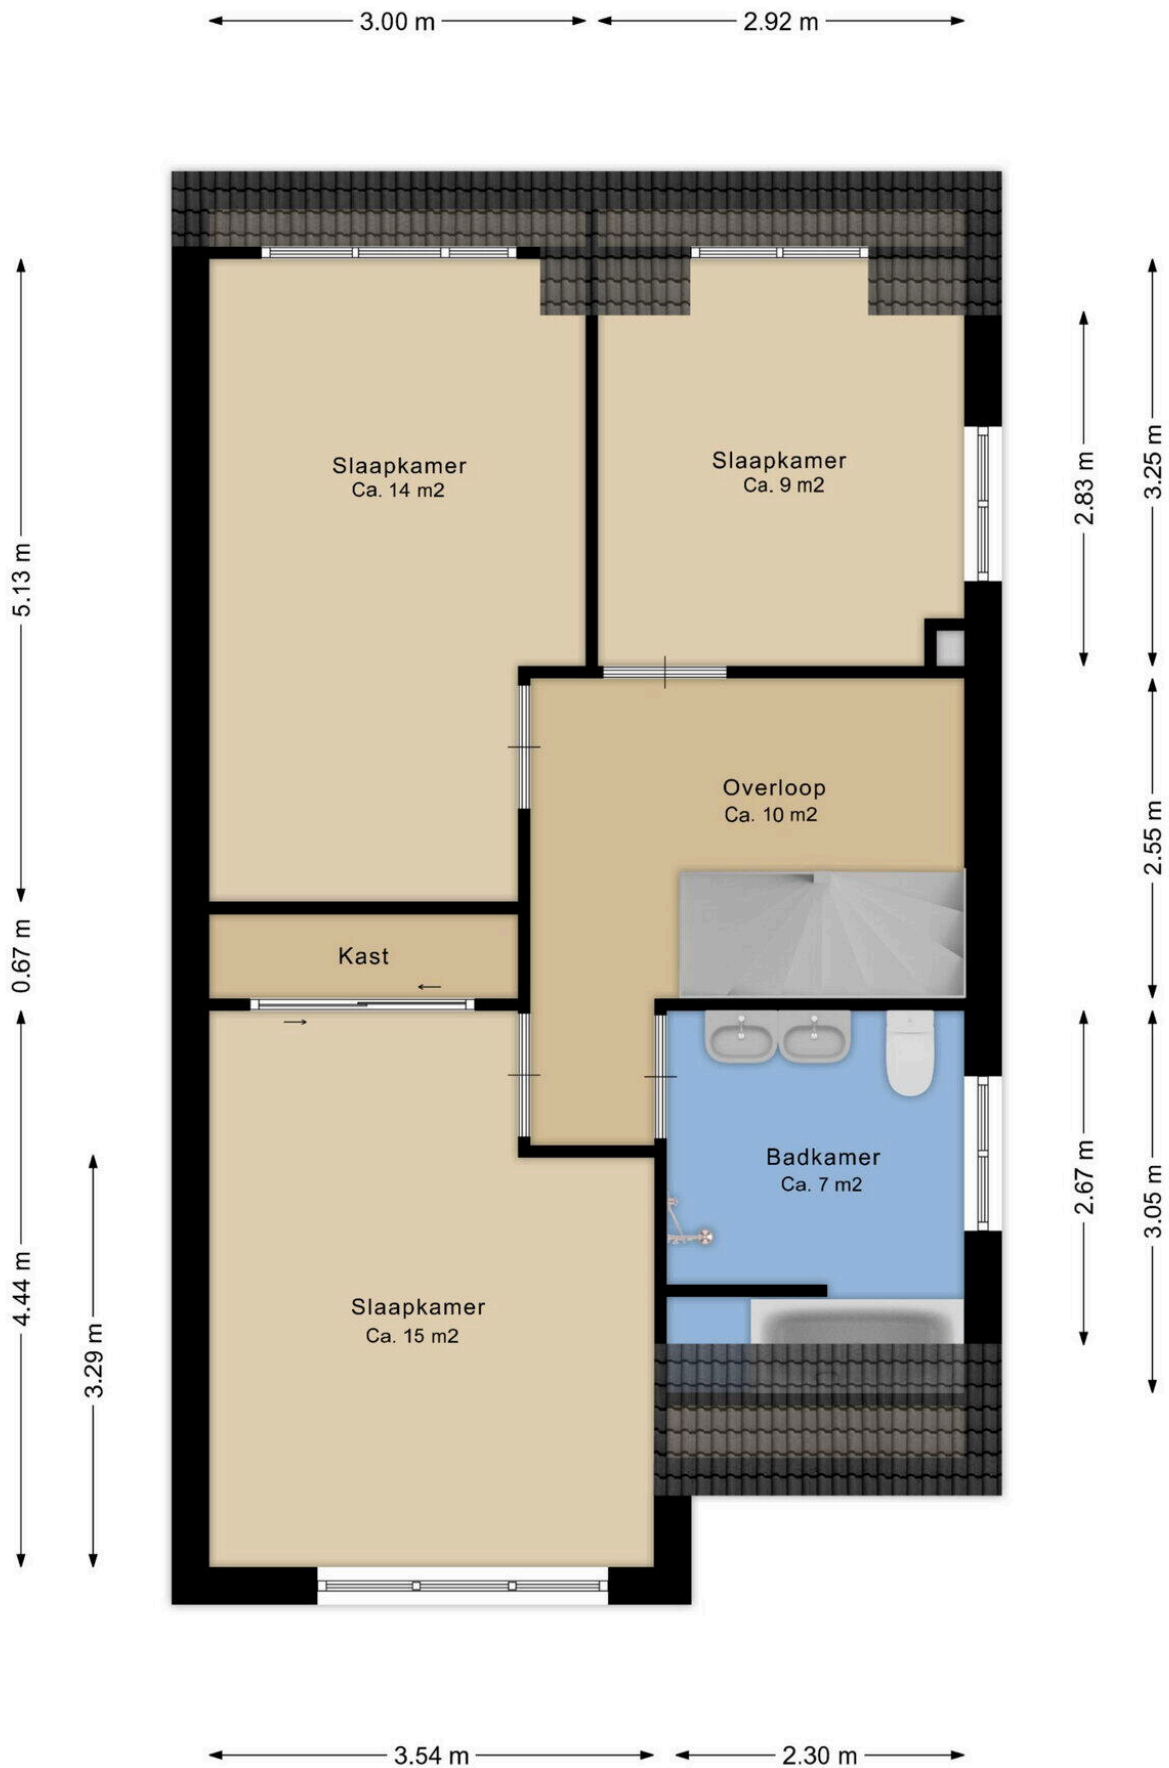 3.00 m
2.92 m
Slaapkamer
Ca. 14 m2
Slaapkamer
Ca. 9 m2
5.13 m
2.83 m
3.25 m
Overloop
Ca. 10 m2
2.55 m
Kast
0.67 m
Badkamer
Ca. 7 m2
2.67 m
3.05 m
Slaapkamer
Ca. 15 m2
4.44 m
3.29 m
3.54 m
2.30 m